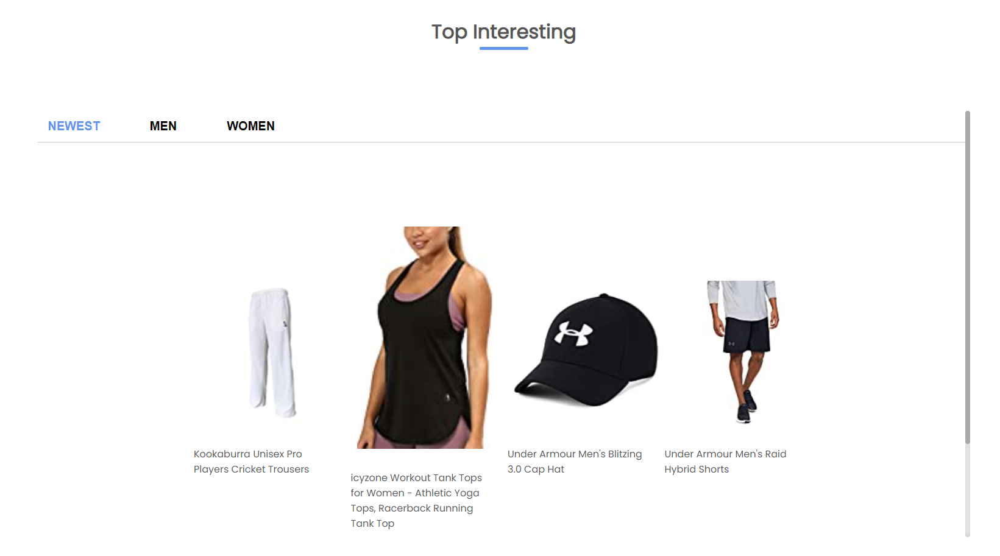 Top Interesting
NEWEST
MEN
WOMEN
Kookaburra Unisex Pro
Players Cricket Trousers
icyzone Workout Tank Tops
for Women - Athletic Yoga
Tops, Racerback Running
Tank Top
Under Armour Men's Blitzing
3.0 Cap Hat
Under Armour Men's Raid
Hybrid Shorts